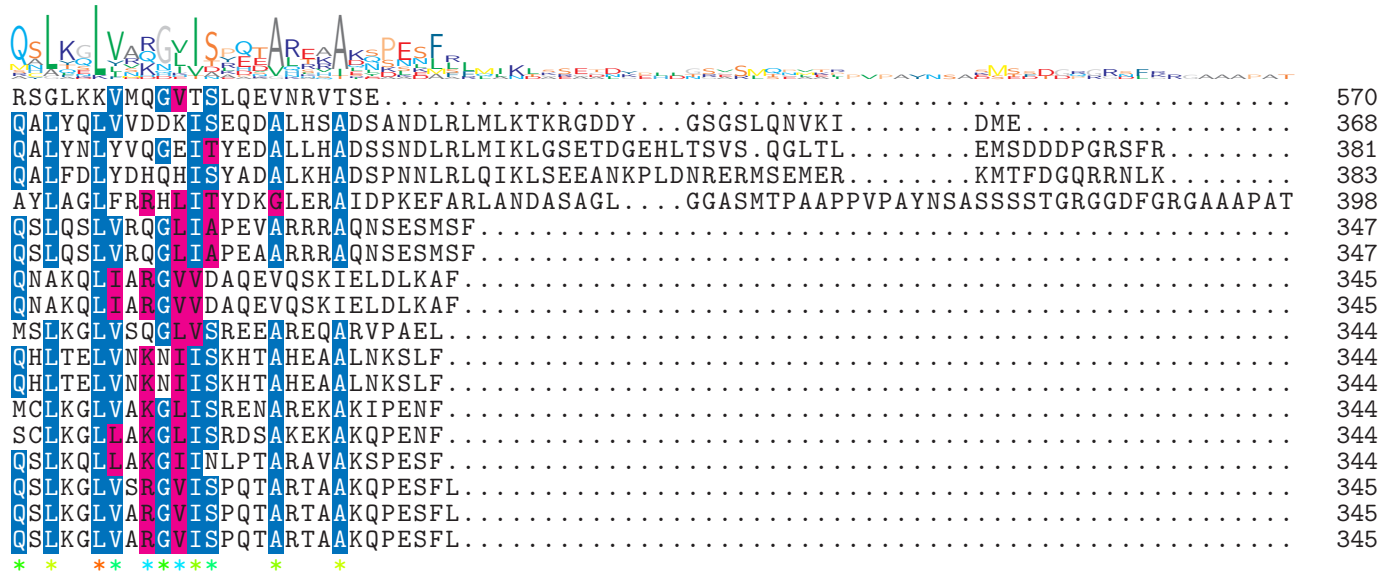 RSGLKKVMQGVTSLQEVNRVTSE......................................................... 570
QALYQLVVDDKISEQDALHSADSANDLRLMLKTKRGDDY...GSGSLQNVKI........DME................. 368
QALYNLYVQGEITYEDALLHADSSNDLRLMIKLGSETDGEHLTSVS.QGLTL........EMSDDDPGRSFR........ 381
QALFDLYDHQHISYADALKHADSPNNLRLQIKLSEEANKPLDNRERMSEMER........KMTFDGQRRNLK........ 383
AYLAGLFRRHLITYDKGLERAIDPKEFARLANDASAGL....GGASMTPAAPPVPAYNSASSSSTGRGGDFGRGAAAPAT 398
QSLQSLVRQGLIAPEVARRRAQNSESMSF................................................... 347
QSLQSLVRQGLIAPEAARRRAQNSESMSF................................................... 347
QNAKQLIARGVVDAQEVQSKIELDLKAF.................................................... 345
QNAKQLIARGVVDAQEVQSKIELDLKAF.................................................... 345
MSLKGLVSQGLVSREEAREQARVPAEL..................................................... 344
QHLTELVNKNIISKHTAHEAALNKSLF..................................................... 344
QHLTELVNKNIISKHTAHEAALNKSLF..................................................... 344
MCLKGLVAKGLISRENAREKAKIPENF..................................................... 344
SCLKGLLAKGLISRDSAKEKAKQPENF..................................................... 344
QSLKQLLAKGIINLPTARAVAKSPESF..................................................... 344
QSLKGLVSRGVISPQTARTAAKQPESFL.................................................... 345
QSLKGLVARGVISPQTARTAAKQPESFL.................................................... 345
QSLKGLVARGVISPQTARTAAKQPESFL.................................................... 345
* * ** ***** * *